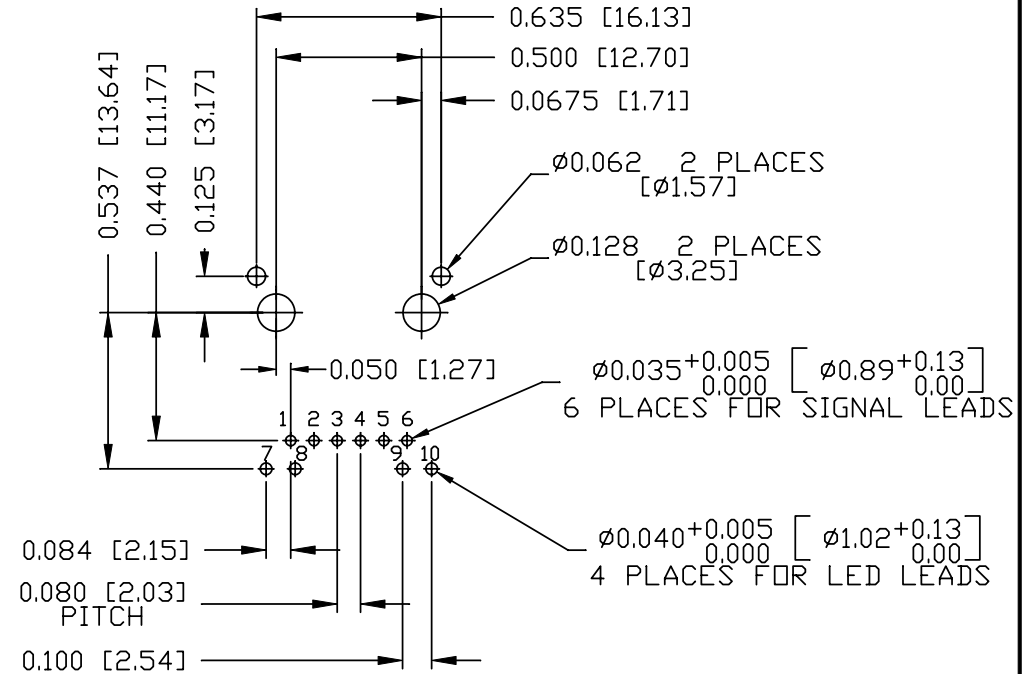 0.635 [16.13]
0.500 [12.70]
0.0675 [1.71]
0.537 [13.64]
0.440 [11.17]
0.125 [3.17]
Ø0.062 2 PLACES
[Ø1.57]
Ø0.128 2 PLACES
[Ø3.25]
0.050 [1.27]
Ø0.035+0.005 [Ø0.89+0.13]
0.000 0.00
6 PLACES FOR SIGNAL LEADS
1 2 3 4 5 6
7 8 9 10
Ø0.040+0.005 [Ø1.02+0.13]
0.000 0.00
4 PLACES FOR LED LEADS
0.084 [2.15]
0.080 [2.03]
PITCH
0.100 [2.54]